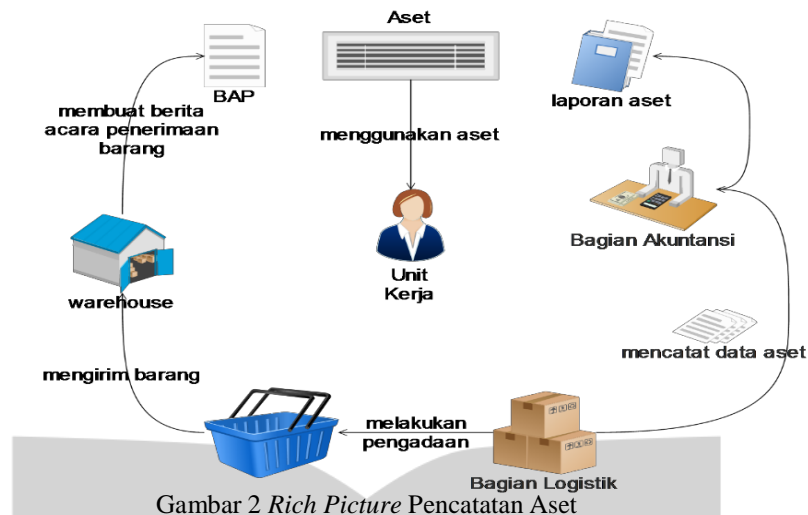 Aset
BAP
laporan aset
membuat berita
acara penerimaan
barang
menggunakan aset
Bagian Akuntansi
Unit
Kerja
warehouse
mencatat data aset
mengirim barang
melakukan
pengadaan
Bagian Logistik
Gambar 2 Rich Picture Pencatatan Aset